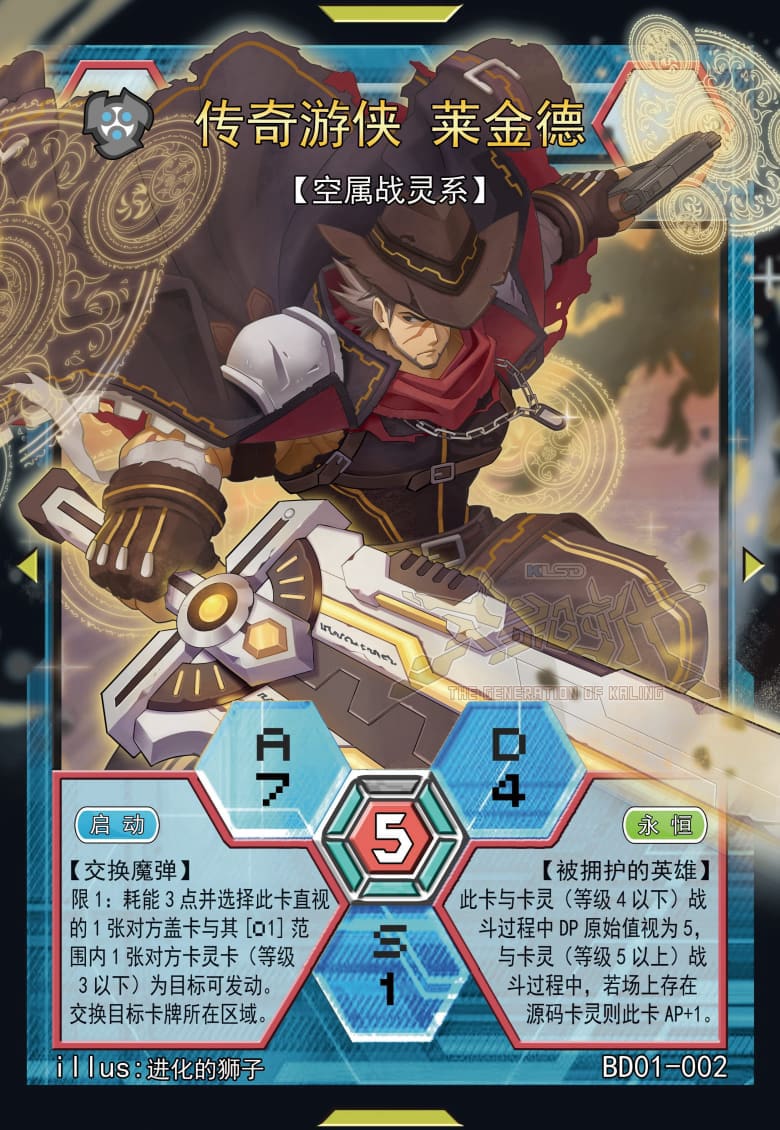 传奇游侠 莱金德
【空属战灵系】
KLSD
THE GENERATION OF KALING
A
7
D
4
5
S
1
启动
【交换魔弹】
限1：耗能3点并选择此卡直视
的1张对方盖卡与其[o1]范
围内1张对方卡灵卡（等级
3以下）为目标可发动。
交换目标卡牌所在区域。
永恒
【被拥护的英雄】
此卡与卡灵（等级4以下）战
斗过程中DP原始值视为5，
与卡灵（等级5以上）战
斗过程中，若场上存在
源码卡灵则此卡AP+1。
illus:进化的狮子
BD01-002